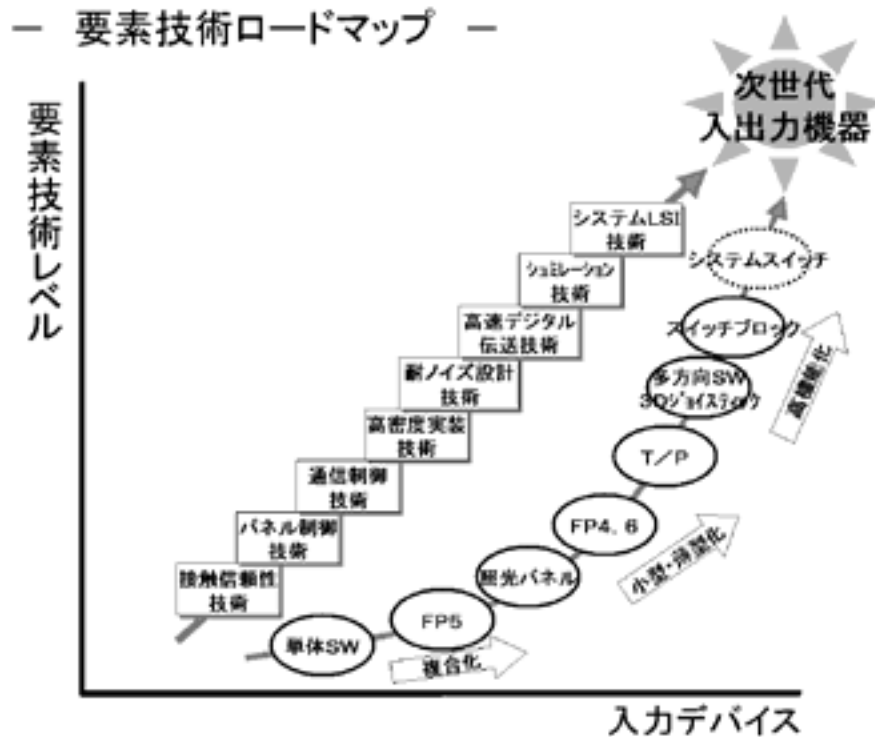 － 要素技術ロードマップ －
次世代
入出力機器
要素技術レベル
システムLSI
技術
シュミレーション
技術
高速デジタル
伝送技術
耐ノイズ設計
技術
高密度実装
技術
通信制御
技術
パネル制御
技術
接触信頼性
技術
システムスイッチ
スイッチブロック
多方向SW
3Dジョイスティック
T／P
FP4、6
照光パネル
FP5
単体SW
高機能化
小型・薄型化
複合化
入力デバイス